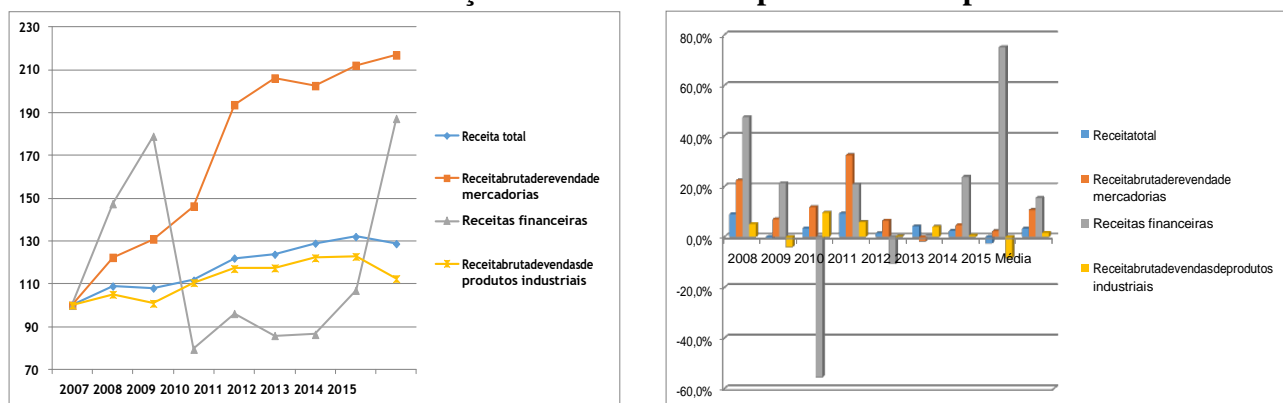 230
210
190
170
150
130
110
90
70
2007 2008 2009 2010 2011 2012 2013 2014 2015
Receita total
Receitabrutaderevendade
mercadorias
Receitas financeiras
Receitabrutadevendasde
produtos industriais
80,0%
60,0%
40,0%
20,0%
0,0%
-20,0%
-40,0%
-60,0%
2008 2009 2010 2011 2012 2013 2014 2015 Média
Receitatotal
Receitabrutaderevendade
mercadorias
Receitas financeiras
Receitabrutadevendasdeprodutos
industriais